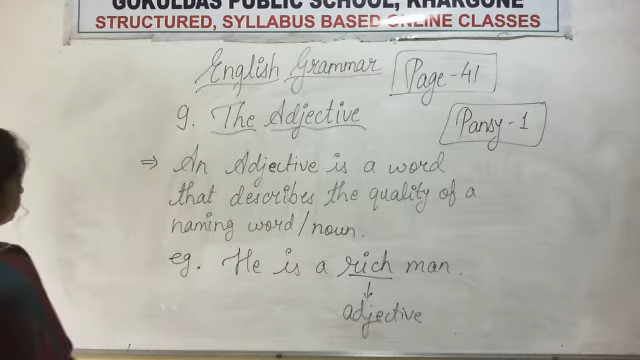 GOKULDAS PUBLIC SCHOOL, KHARGONE
STRUCTURED, SYLLABUS BASED ONLINE CLASSES
English Grammar
Page-41
9. The Adjective
Pansy-1
⇒ An Adjective is a word
that describes the quality of a
naming word/noun.
eg. He is a rich man.
↓
adjective